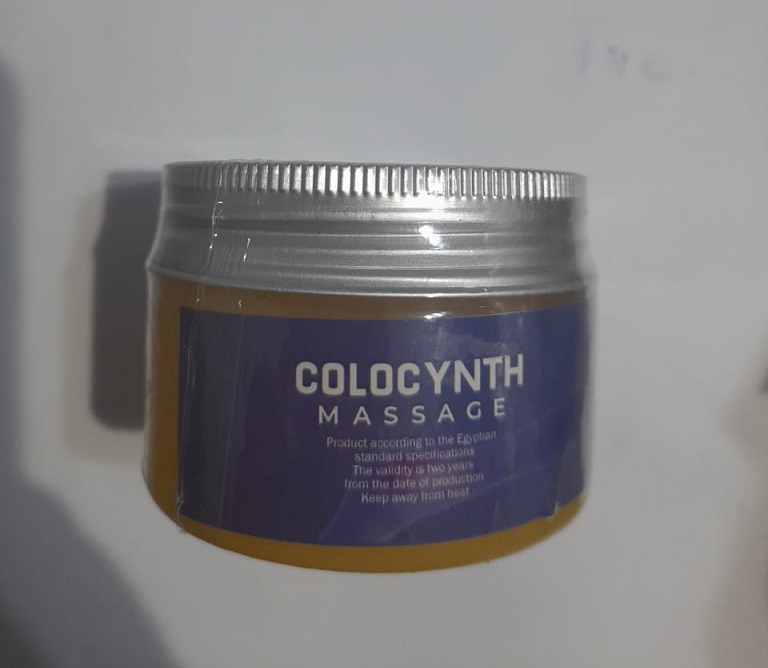 COLOCYNTH
MASSAGE
Product according to the Egyptian
standard specifications
The validity is two years
from the date of production
Keep away from heat